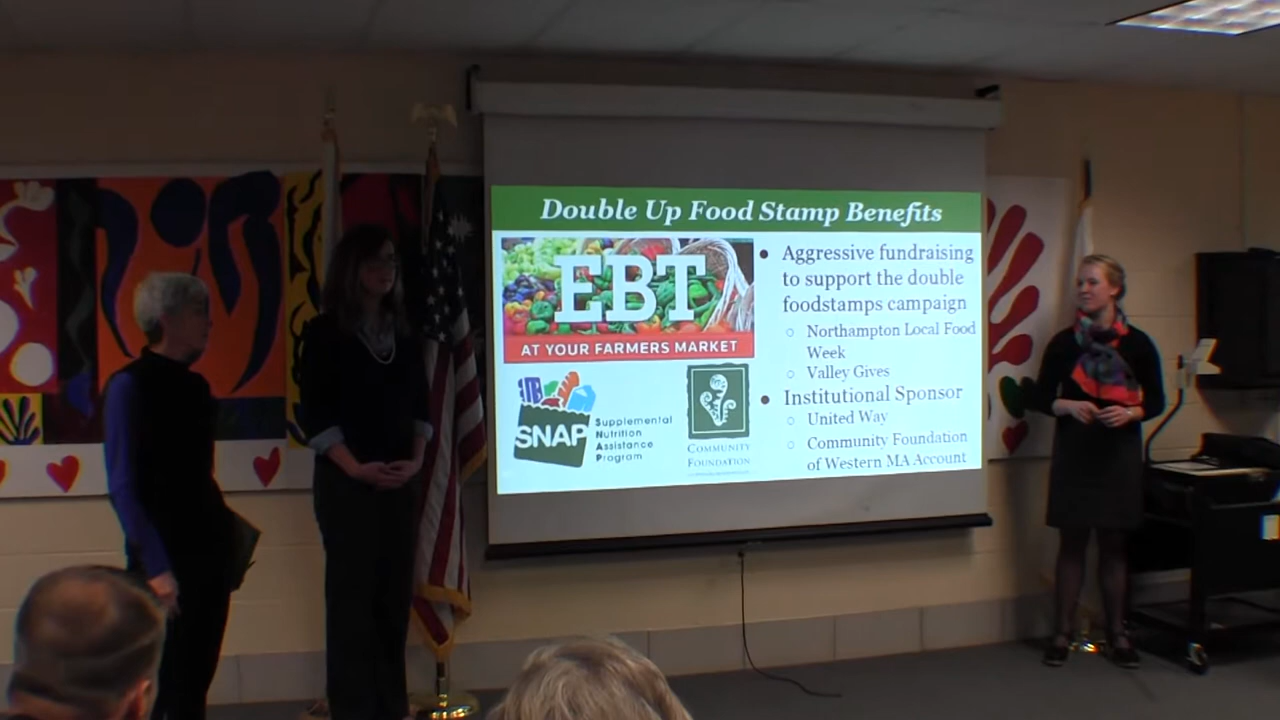 Double Up Food Stamp Benefits
EBT
AT YOUR FARMERS MARKET
SNAP
Supplemental
Nutrition
Assistance
Program
COMMUNITY
FOUNDATION
• Aggressive fundraising
to support the double
foodstamps campaign
○ Northampton Local Food
Week
○ Valley Gives
• Institutional Sponsor
○ United Way
○ Community Foundation
of Western MA Account